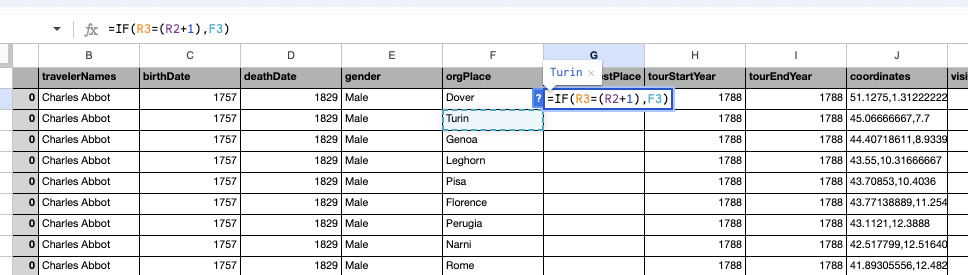 fx =IF(R3=(R2+1),F3)
B C D E F G H I J
travelerNames birthDate deathDate gender orgPlace estPlace tourStartYear tourEndYear coordinates visi
Turin ×
0 Charles Abbot 1757 1829 Male Dover ? =IF(R3=(R2+1),F3) 1788 1788 51.1275,1.31222222
0 Charles Abbot 1757 1829 Male Turin 1788 1788 45.06666667,7.7
0 Charles Abbot 1757 1829 Male Genoa 1788 1788 44.40718611,8.9339
0 Charles Abbot 1757 1829 Male Leghorn 1788 1788 43.55,10.31666667
0 Charles Abbot 1757 1829 Male Pisa 1788 1788 43.70853,10.4036
0 Charles Abbot 1757 1829 Male Florence 1788 1788 43.77138889,11.254
0 Charles Abbot 1757 1829 Male Perugia 1788 1788 43.1121,12.3888
0 Charles Abbot 1757 1829 Male Narni 1788 1788 42.517799,12.51640
0 Charles Abbot 1757 1829 Male Rome 1788 1788 41.89305556,12.482